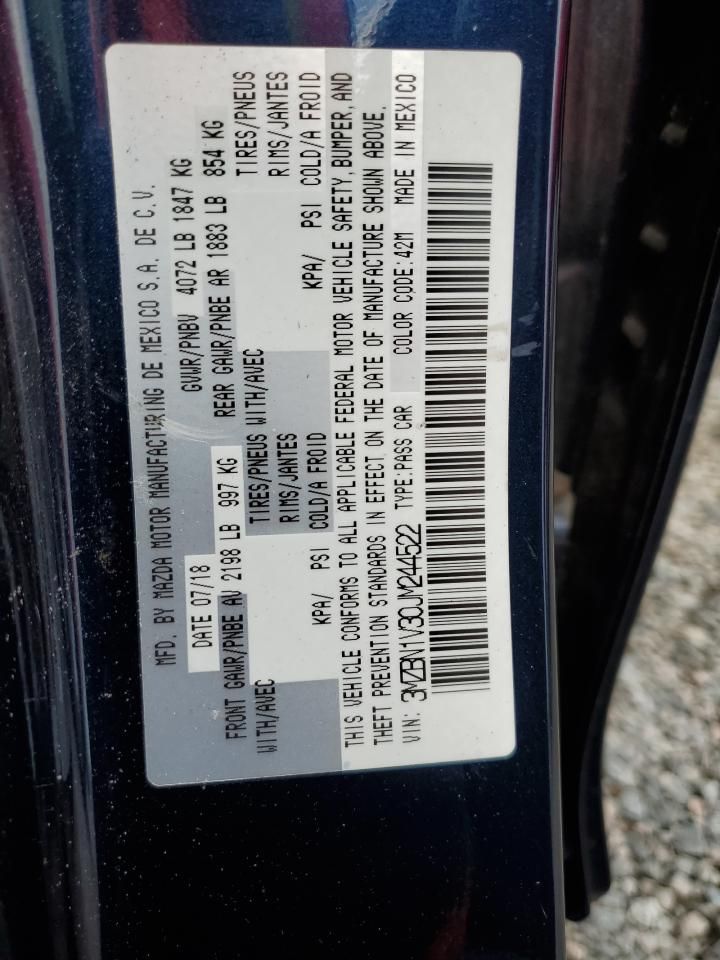 MFD. BY MAZDA MOTOR MANUFACTURING DE MEXICO S.A. DE C.V.
DATE 07/18 GVWR/PNBV 4072 LB 1847 KG
FRONT GAWR/PNBE AV 2198 LB 997 KG REAR GAWR/PNBE AR 1883 LB 854 KG
WITH/AVEC TIRES/PNEUS WITH/AVEC TIRES/PNEUS
RIMS/JANTES RIMS/JANTES
KPA/ PSI COLD/A FROID KPA/ PSI COLD/A FROID
THIS VEHICLE CONFORMS TO ALL APPLICABLE FEDERAL MOTOR VEHICLE SAFETY, BUMPER, AND
THEFT PREVENTION STANDARDS IN EFFECT ON THE DATE OF MANUFACTURE SHOWN ABOVE.
VIN: 3MZBN1V30JM244522 TYPE: PASS CAR COLOR CODE: 42M MADE IN MEXICO